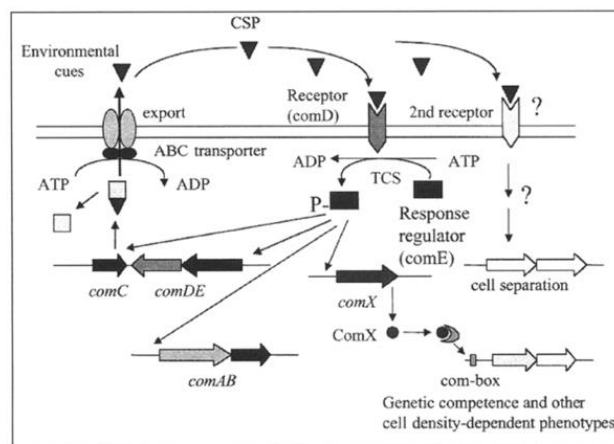 CSP
Environmental
cues
export
Receptor
(comD)
2nd receptor
?
ABC transporter
ATP
ADP
ADP
ATP
TCS
P-
Response
regulator
(comE)
?
comC
comDE
comX
cell separation
ComX
comAB
com-box
Genetic competence and other
cell density-dependent phenotypes